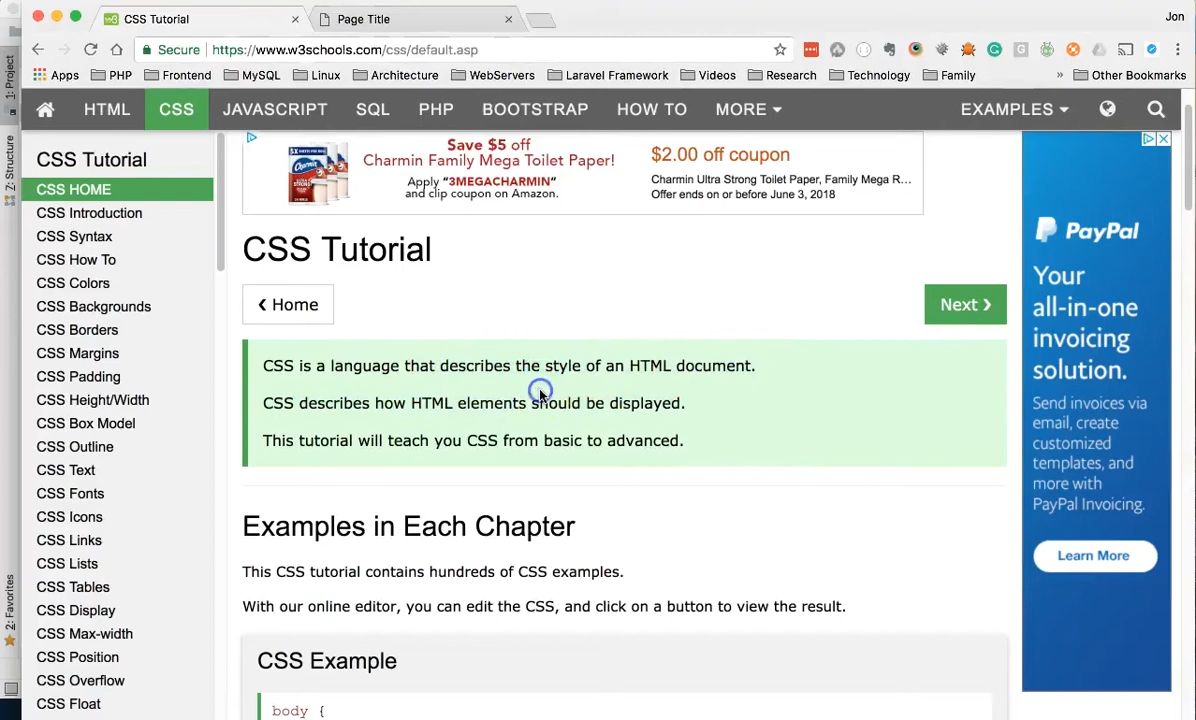 CSS Tutorial
Page Title
Jon
Secure https://www.w3schools.com/css/default.asp
Apps PHP Frontend MySQL Linux Architecture WebServers Laravel Framework Videos Research Technology Family » Other Bookmarks
HTML CSS JAVASCRIPT SQL PHP BOOTSTRAP HOW TO MORE EXAMPLES
1: Project
Z: Structure
2: Favorites
CSS Tutorial
CSS HOME
CSS Introduction
CSS Syntax
CSS How To
CSS Colors
CSS Backgrounds
CSS Borders
CSS Margins
CSS Padding
CSS Height/Width
CSS Box Model
CSS Outline
CSS Text
CSS Fonts
CSS Icons
CSS Links
CSS Lists
CSS Tables
CSS Display
CSS Max-width
CSS Position
CSS Overflow
CSS Float
Save $5 off
Charmin Family Mega Toilet Paper!
Apply "3MEGACHARMIN"
and clip coupon on Amazon.
$2.00 off coupon
Charmin Ultra Strong Toilet Paper, Family Mega R...
Offer ends on or before June 3, 2018
CSS Tutorial
❮ Home
Next ❯
CSS is a language that describes the style of an HTML document.
CSS describes how HTML elements should be displayed.
This tutorial will teach you CSS from basic to advanced.
Examples in Each Chapter
This CSS tutorial contains hundreds of CSS examples.
With our online editor, you can edit the CSS, and click on a button to view the result.
CSS Example
body {
PayPal
Your
all-in-one
invoicing
solution.
Send invoices via
email, create
customized
templates, and
more with
PayPal Invoicing.
Learn More